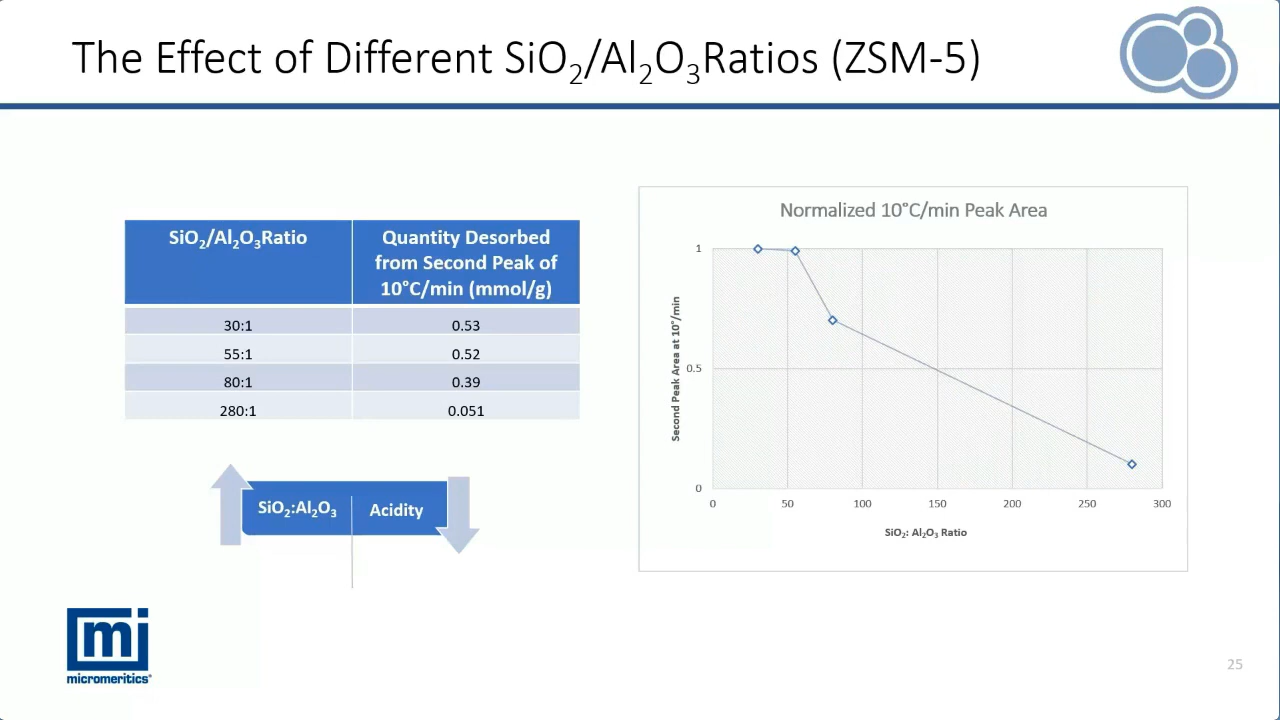 The Effect of Different SiO₂/Al₂O₃Ratios (ZSM-5)
SiO₂/Al₂O₃Ratio
Quantity Desorbed
from Second Peak of
10°C/min (mmol/g)
30:1 0.53
55:1 0.52
80:1 0.39
280:1 0.051
SiO₂:Al₂O₃ Acidity
Normalized 10°C/min Peak Area
Second Peak Area at 10°/min
1
0.5
0
0 50 100 150 200 250 300
SiO₂: Al₂O₃ Ratio
mi
micromeritics®
25